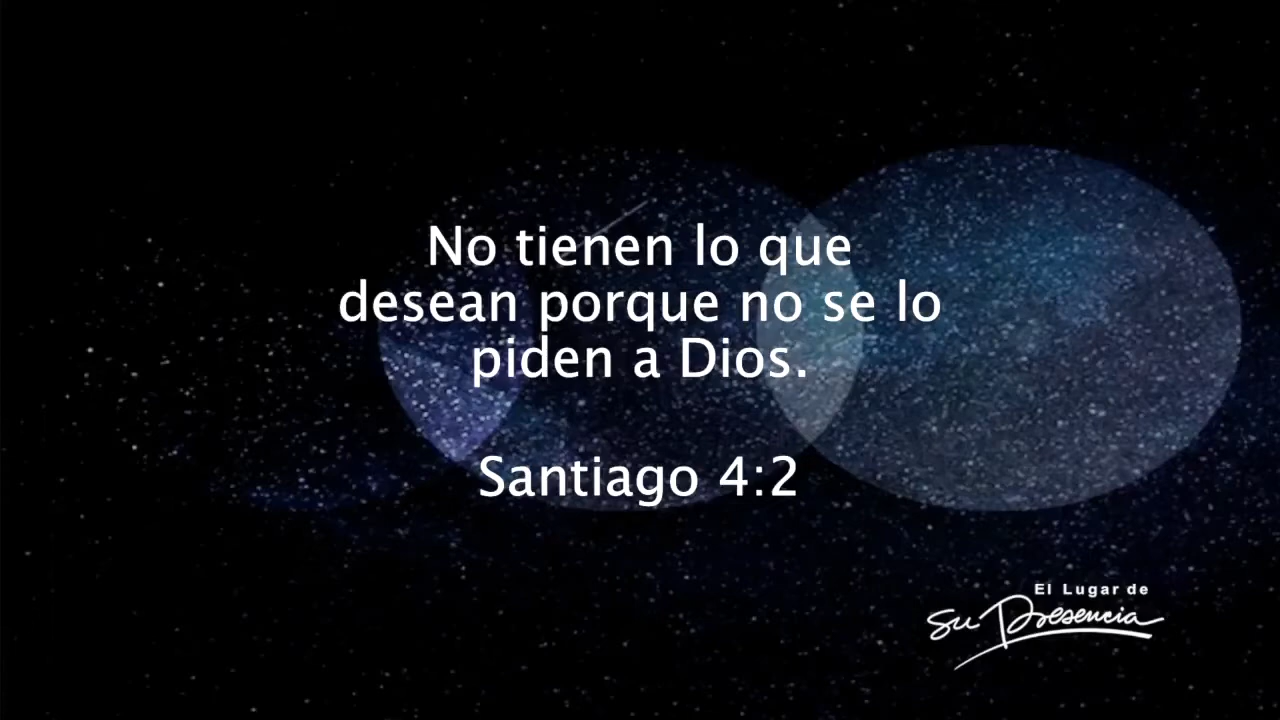 No tienen lo que
desean porque no se lo
piden a Dios.
Santiago 4:2
El Lugar de
Su Presencia